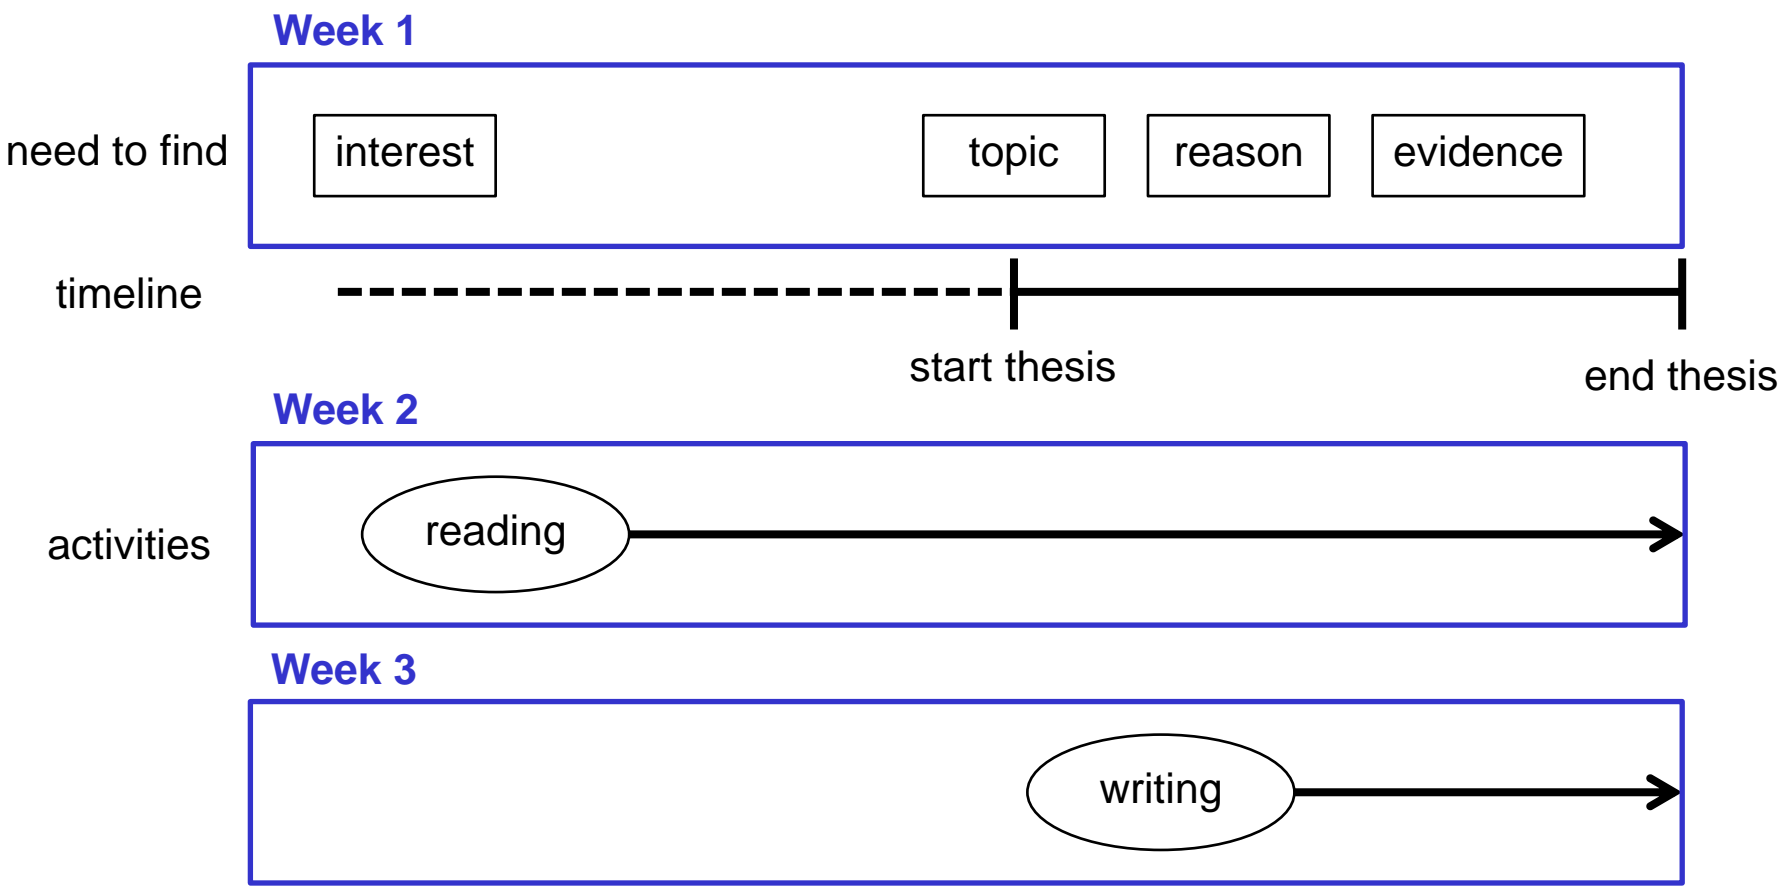 Week 1
need to find
interest
topic
reason
evidence
timeline
start thesis
end thesis
Week 2
activities
reading
Week 3
writing